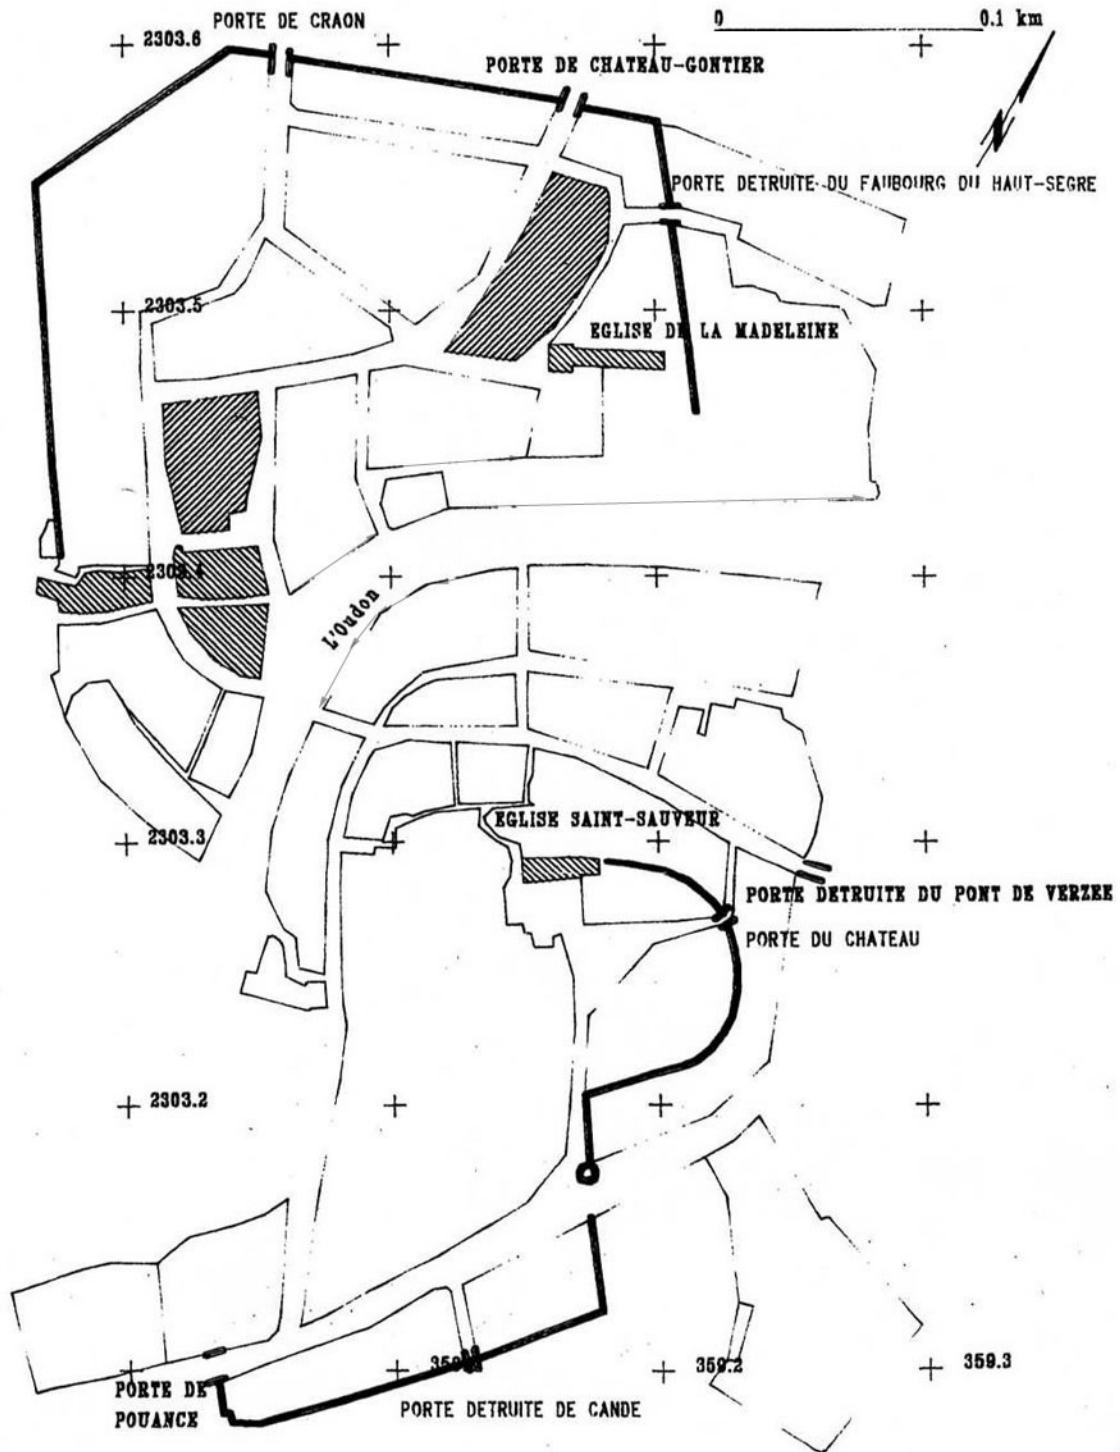 PORTE DE CRAON
0 0.1 km
2303.6
PORTE DE CHATEAU-GONTIER
PORTE DETRUITE DU FAUBOURG DU HAUT-SEGRE
2303.5
EGLISE DE LA MADELEINE
2303.4
L'Oudon
EGLISE SAINT-SAUVEUR
2303.3
PORTE DETRUITE DU PONT DE VERZEE
PORTE DU CHATEAU
2303.2
359.2
359.3
PORTE DE
POUANCE
PORTE DETRUITE DE CANDE